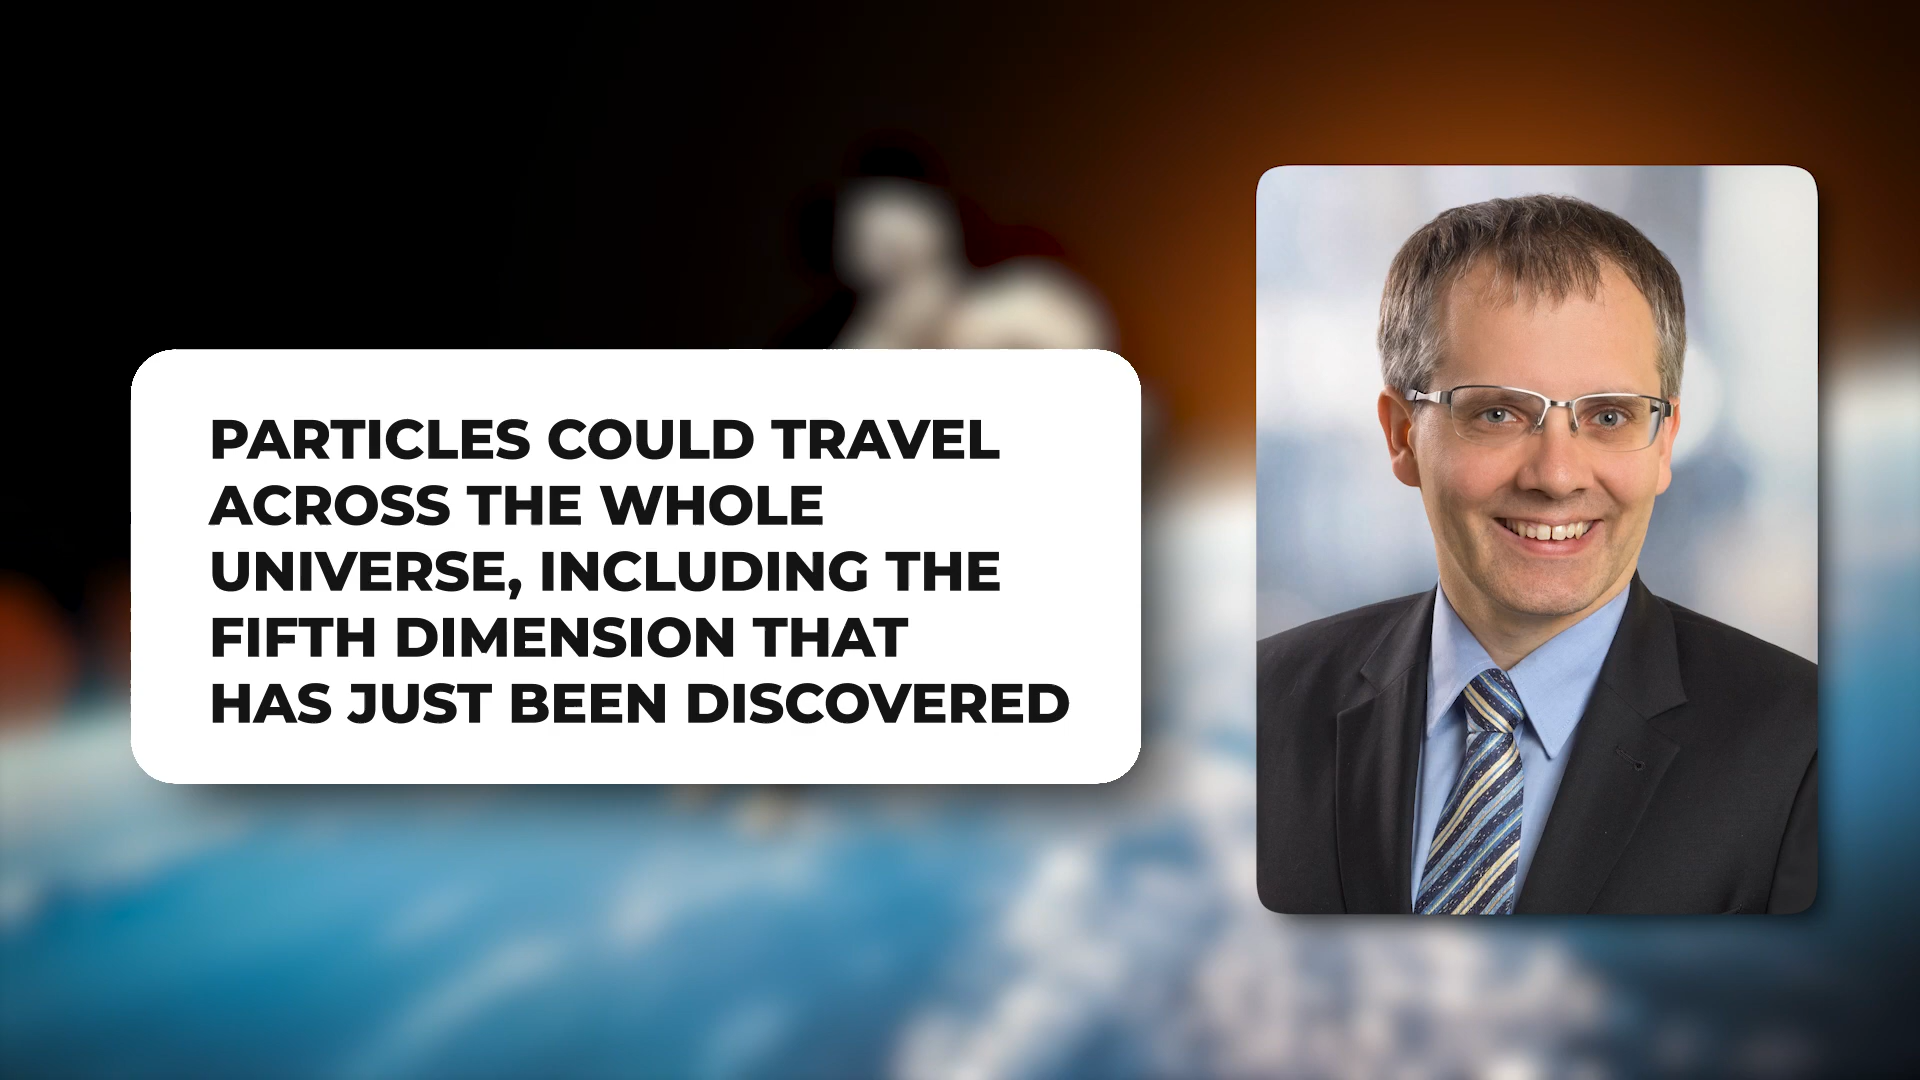 PARTICLES COULD TRAVEL
ACROSS THE WHOLE
UNIVERSE, INCLUDING THE
FIFTH DIMENSION THAT
HAS JUST BEEN DISCOVERED